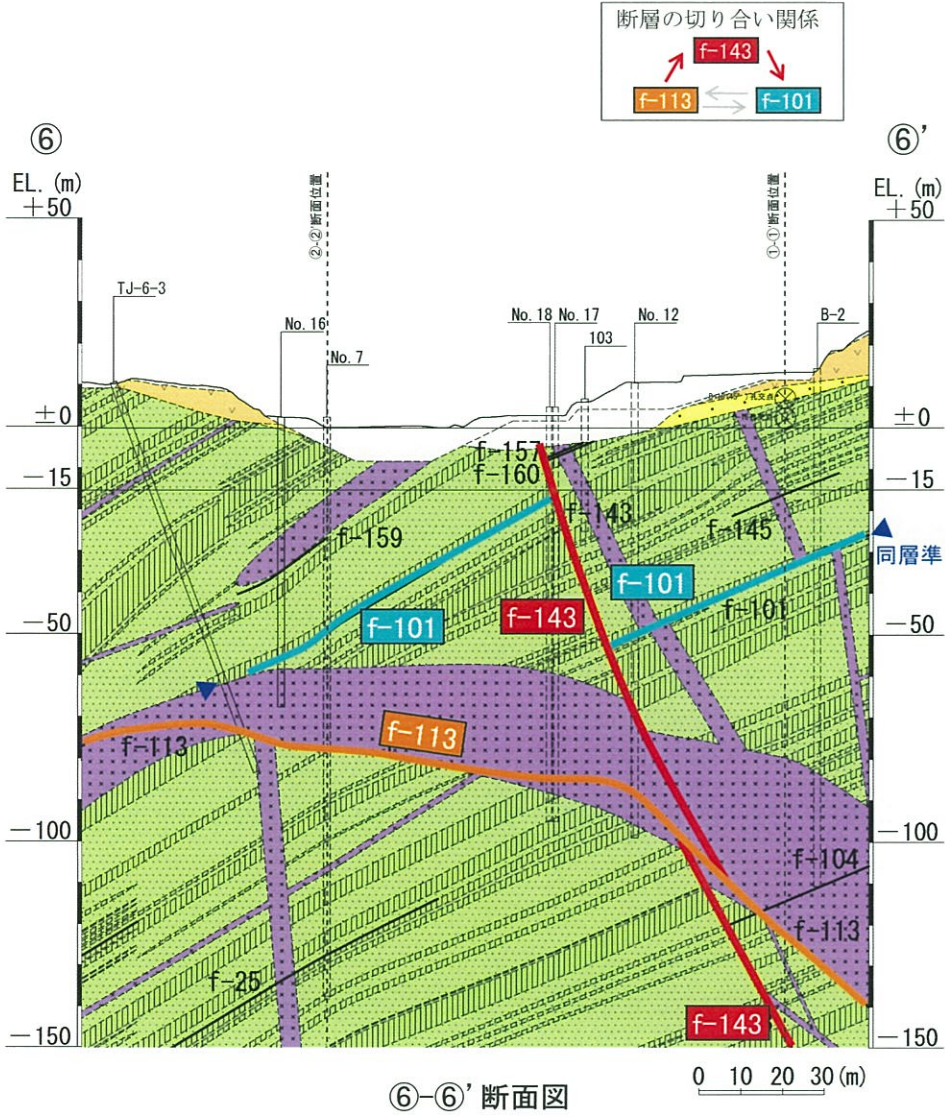 断層の切り合い関係
f-143
f-113
f-101
⑥
⑥’
EL. (m)
EL. (m)
+50
+50
②-②’断面位置
①-①’断面位置
TJ-6-3
No. 16
No. 7
No. 18
No. 17
103
No. 12
B-2
±0
±0
f-157
f-160
-15
-15
f-143
f-145
f-159
同層準
f-101
f-101
f-143
f-101
-50
-50
f-113
f-113
-100
-100
f-104
f-113
f-25
f-143
-150
-150
⑥-⑥’断面図
0 10 20 30 (m)